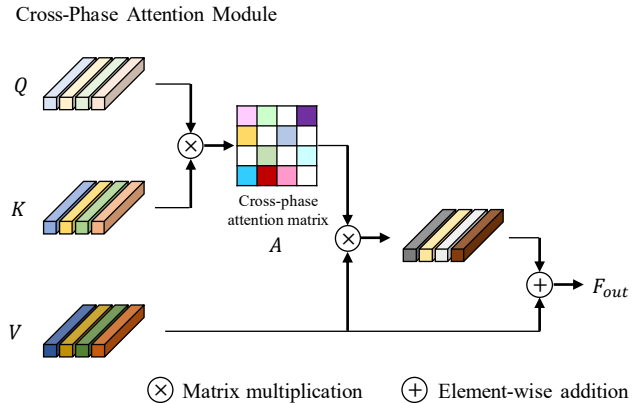 Cross-Phase Attention Module
Q
K
Cross-phase
attention matrix
A
V
F_out
Matrix multiplication
Element-wise addition